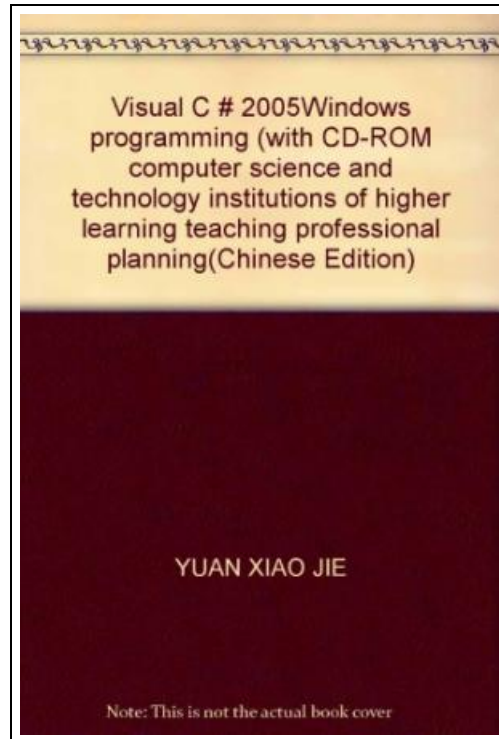 Visual C # 2005Windows
programming (with CD-ROM
computer science and
technology institutions of higher
learning teaching professional
planning(Chinese Edition)
YUAN XIAO JIE
Note: This is not the actual book cover